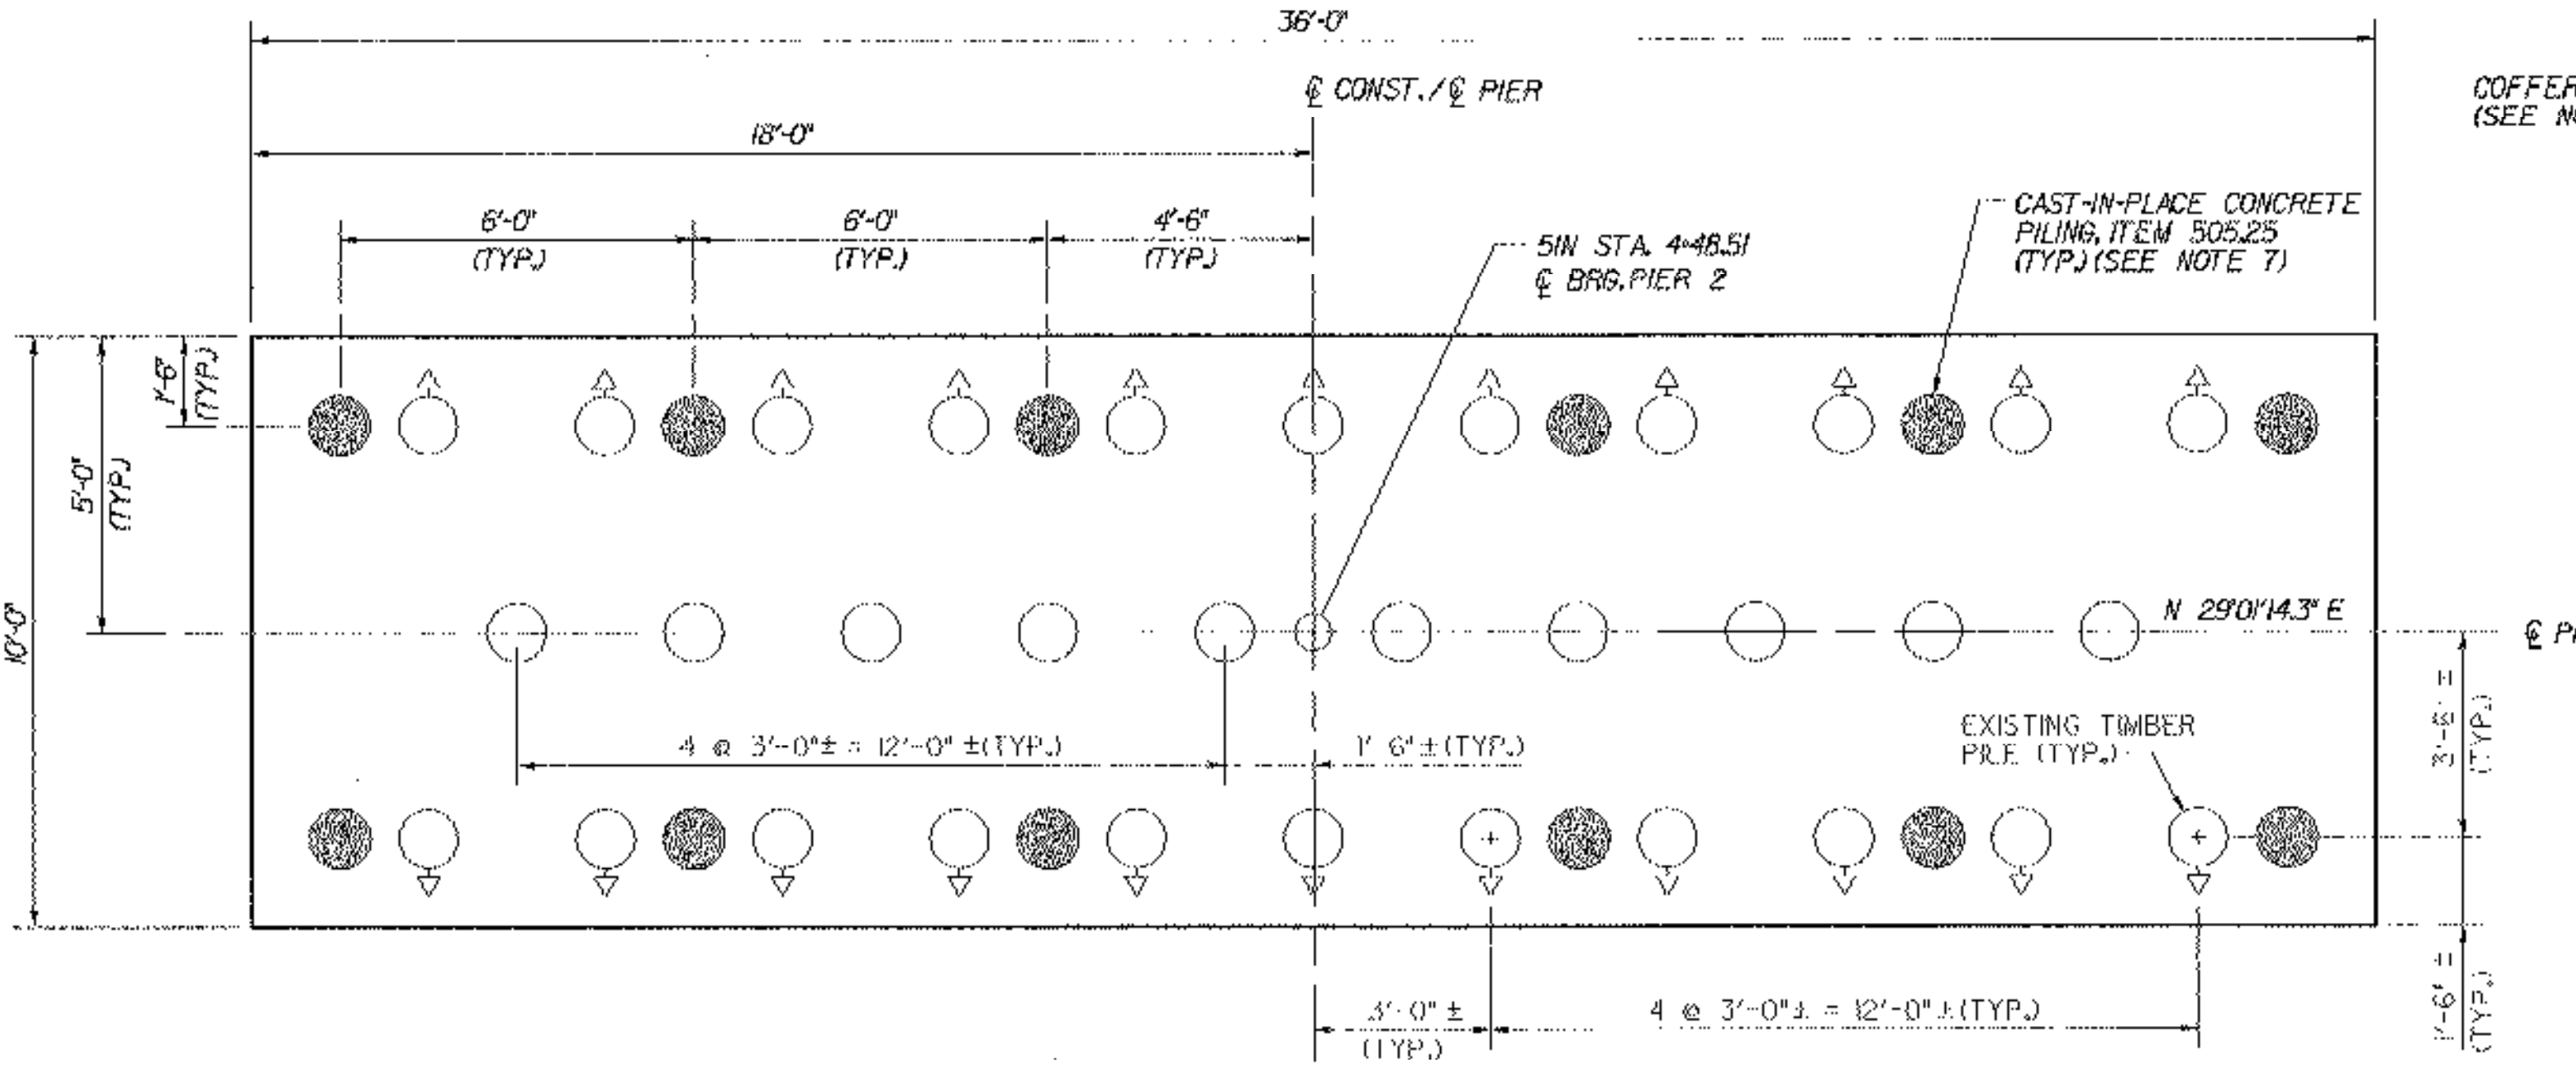 36'-0"
℄ CONST./℄ PIER
COFFER
(SEE NO
18'-0"
6'-0"
(TYP.)
6'-0"
(TYP.)
4'-6"
(TYP.)
5IN STA. 4+48.51
℄ BRG. PIER 2
CAST-IN-PLACE CONCRETE
PILING, ITEM 505.25
(TYP.) (SEE NOTE 7)
1'-6"
(TYP.)
5'-0"
(TYP.)
10'-0"
N 29°01'14.3" E
℄ P
4 @ 3'-0"± = 12'-0" ±(TYP.)
1' 6" ±(TYP.)
EXISTING TIMBER
PILE (TYP.)
(TYP.)
3'-0" ±
(TYP.)
4 @ 3'-0"± = 12'-0" ±(TYP.)
1'-6" ±
(TYP.)